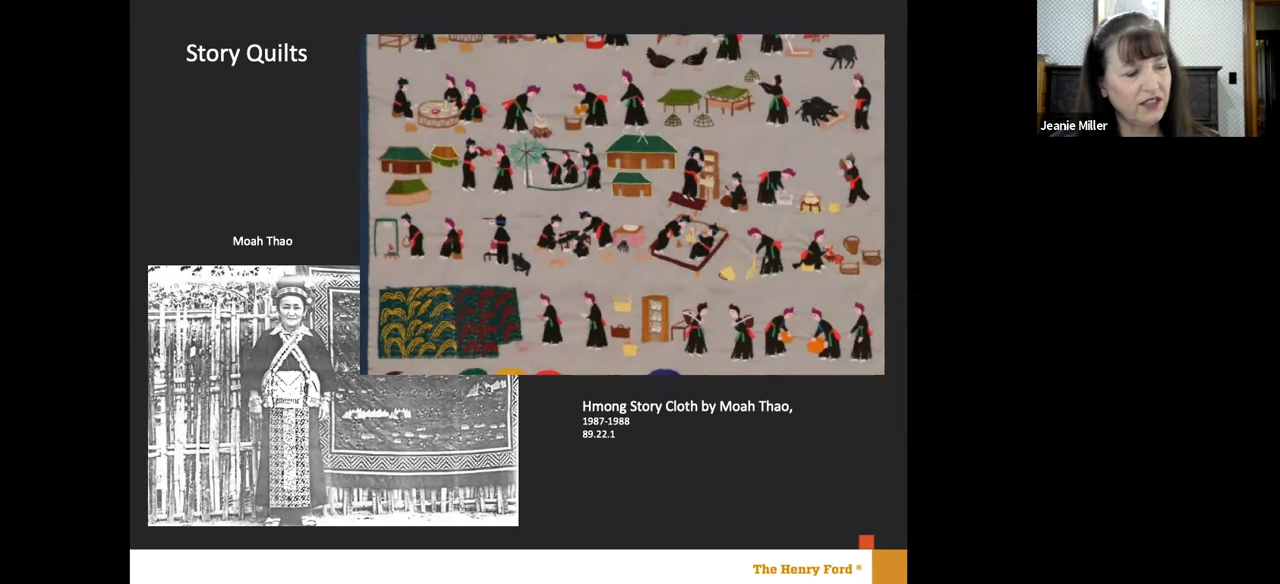 Story Quilts
Jeanie Miller
Moah Thao
Hmong Story Cloth by Moah Thao,
1987-1988
89.22.1
The Henry Ford ®